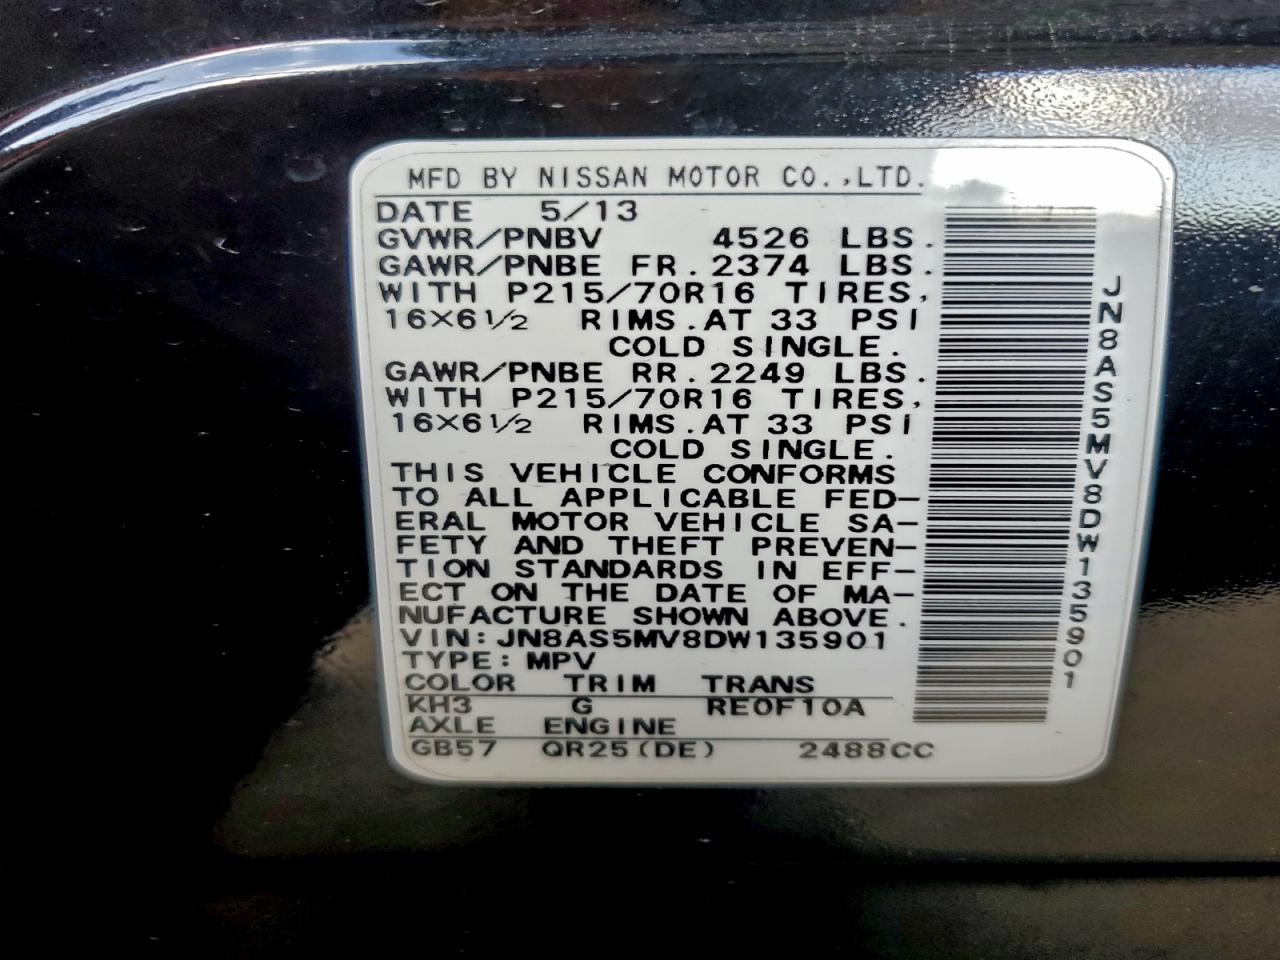 MFD BY NISSAN MOTOR CO.,LTD.
DATE 5/13
GVWR/PNBV 4526 LBS.
GAWR/PNBE FR. 2374 LBS.
WITH P215/70R16 TIRES,
16X6½ RIMS.AT 33 PSI
COLD SINGLE.
GAWR/PNBE RR. 2249 LBS.
WITH P215/70R16 TIRES,
16X6½ RIMS.AT 33 PSI
COLD SINGLE.
THIS VEHICLE CONFORMS
TO ALL APPLICABLE FED-
ERAL MOTOR VEHICLE SA-
FETY AND THEFT PREVEN-
TION STANDARDS IN EFF-
ECT ON THE DATE OF MA-
NUFACTURE SHOWN ABOVE.
VIN: JN8AS5MV8DW135901
TYPE: MPV
COLOR TRIM TRANS
KH3 G RE0F10A
AXLE ENGINE
GB57 QR25(DE) 2488CC
JN8AS5MV8DW135901